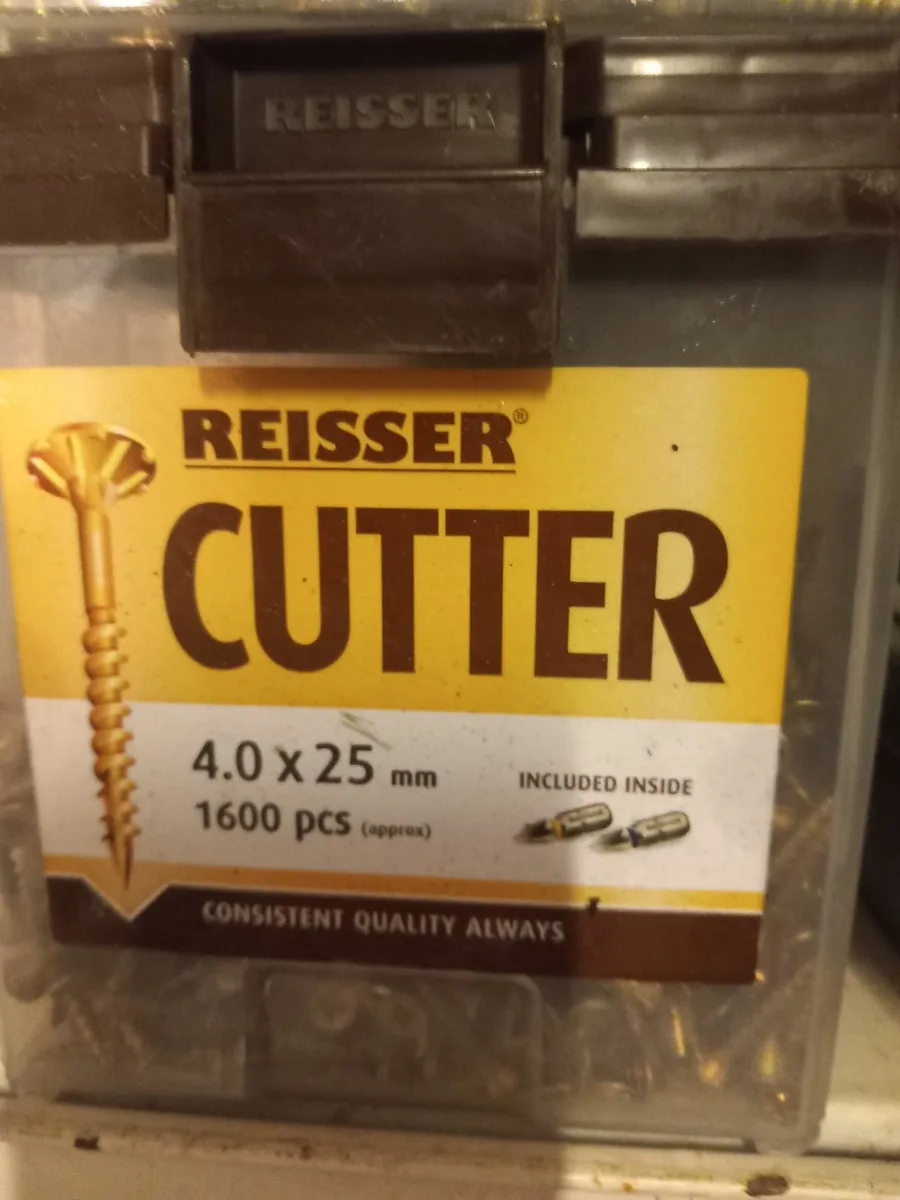 REISSER
REISSER®
CUTTER
4.0 x 25 mm
1600 pcs (approx)
INCLUDED INSIDE
CONSISTENT QUALITY ALWAYS